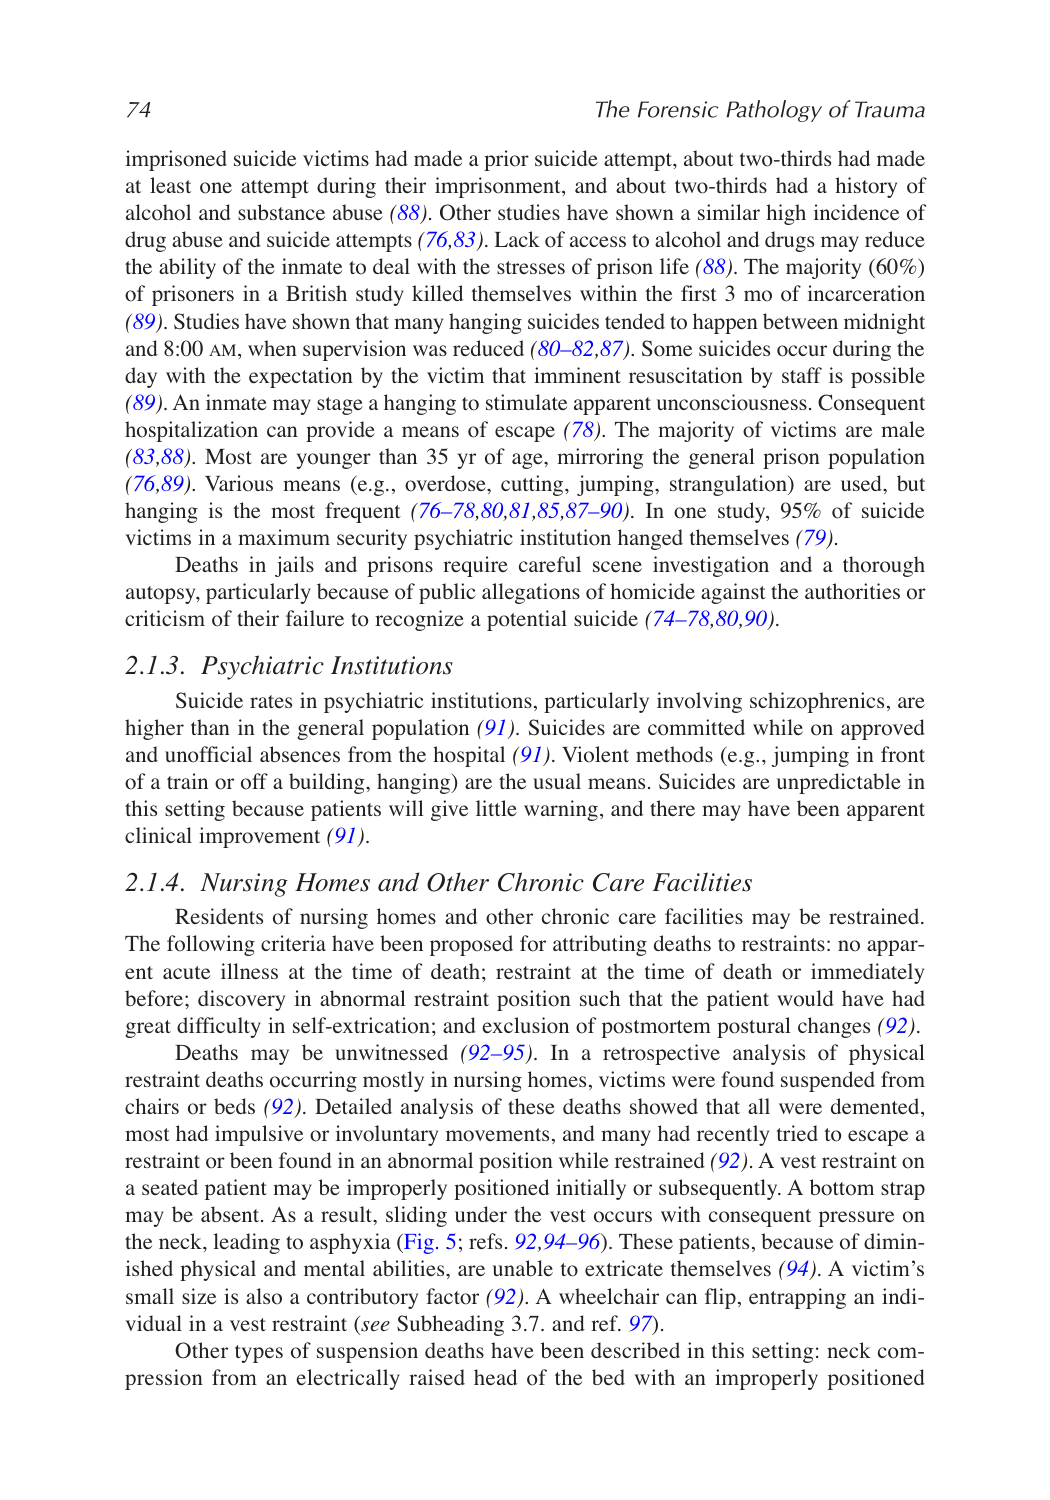 74 The Forensic Pathology of Trauma
imprisoned suicide victims had made a prior suicide attempt, about two-thirds had made
at least one attempt during their imprisonment, and about two-thirds had a history of
alcohol and substance abuse (88). Other studies have shown a similar high incidence of
drug abuse and suicide attempts (76,83). Lack of access to alcohol and drugs may reduce
the ability of the inmate to deal with the stresses of prison life (88). The majority (60%)
of prisoners in a British study killed themselves within the first 3 mo of incarceration
(89). Studies have shown that many hanging suicides tended to happen between midnight
and 8:00 AM, when supervision was reduced (80–82,87). Some suicides occur during the
day with the expectation by the victim that imminent resuscitation by staff is possible
(89). An inmate may stage a hanging to stimulate apparent unconsciousness. Consequent
hospitalization can provide a means of escape (78). The majority of victims are male
(83,88). Most are younger than 35 yr of age, mirroring the general prison population
(76,89). Various means (e.g., overdose, cutting, jumping, strangulation) are used, but
hanging is the most frequent (76–78,80,81,85,87–90). In one study, 95% of suicide
victims in a maximum security psychiatric institution hanged themselves (79).
Deaths in jails and prisons require careful scene investigation and a thorough
autopsy, particularly because of public allegations of homicide against the authorities or
criticism of their failure to recognize a potential suicide (74–78,80,90).
2.1.3. Psychiatric Institutions
Suicide rates in psychiatric institutions, particularly involving schizophrenics, are
higher than in the general population (91). Suicides are committed while on approved
and unofficial absences from the hospital (91). Violent methods (e.g., jumping in front
of a train or off a building, hanging) are the usual means. Suicides are unpredictable in
this setting because patients will give little warning, and there may have been apparent
clinical improvement (91).
2.1.4. Nursing Homes and Other Chronic Care Facilities
Residents of nursing homes and other chronic care facilities may be restrained.
The following criteria have been proposed for attributing deaths to restraints: no appar-
ent acute illness at the time of death; restraint at the time of death or immediately
before; discovery in abnormal restraint position such that the patient would have had
great difficulty in self-extrication; and exclusion of postmortem postural changes (92).
Deaths may be unwitnessed (92–95). In a retrospective analysis of physical
restraint deaths occurring mostly in nursing homes, victims were found suspended from
chairs or beds (92). Detailed analysis of these deaths showed that all were demented,
most had impulsive or involuntary movements, and many had recently tried to escape a
restraint or been found in an abnormal position while restrained (92). A vest restraint on
a seated patient may be improperly positioned initially or subsequently. A bottom strap
may be absent. As a result, sliding under the vest occurs with consequent pressure on
the neck, leading to asphyxia (Fig. 5; refs. 92,94–96). These patients, because of dimin-
ished physical and mental abilities, are unable to extricate themselves (94). A victim's
small size is also a contributory factor (92). A wheelchair can flip, entrapping an indi-
vidual in a vest restraint (see Subheading 3.7. and ref. 97).
Other types of suspension deaths have been described in this setting: neck com-
pression from an electrically raised head of the bed with an improperly positioned